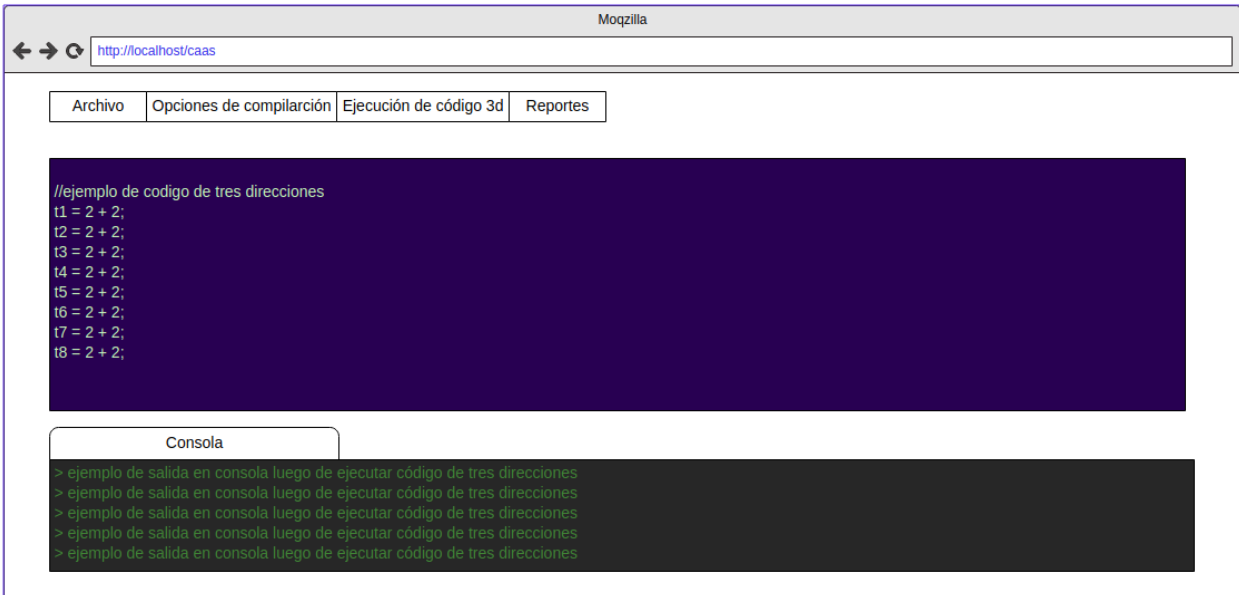 Moqzilla
http://localhost/caas
Archivo Opciones de compilarción Ejecución de código 3d Reportes
//ejemplo de codigo de tres direcciones
t1 = 2 + 2;
t2 = 2 + 2;
t3 = 2 + 2;
t4 = 2 + 2;
t5 = 2 + 2;
t6 = 2 + 2;
t7 = 2 + 2;
t8 = 2 + 2;
Consola
> ejemplo de salida en consola luego de ejecutar código de tres direcciones
> ejemplo de salida en consola luego de ejecutar código de tres direcciones
> ejemplo de salida en consola luego de ejecutar código de tres direcciones
> ejemplo de salida en consola luego de ejecutar código de tres direcciones
> ejemplo de salida en consola luego de ejecutar código de tres direcciones